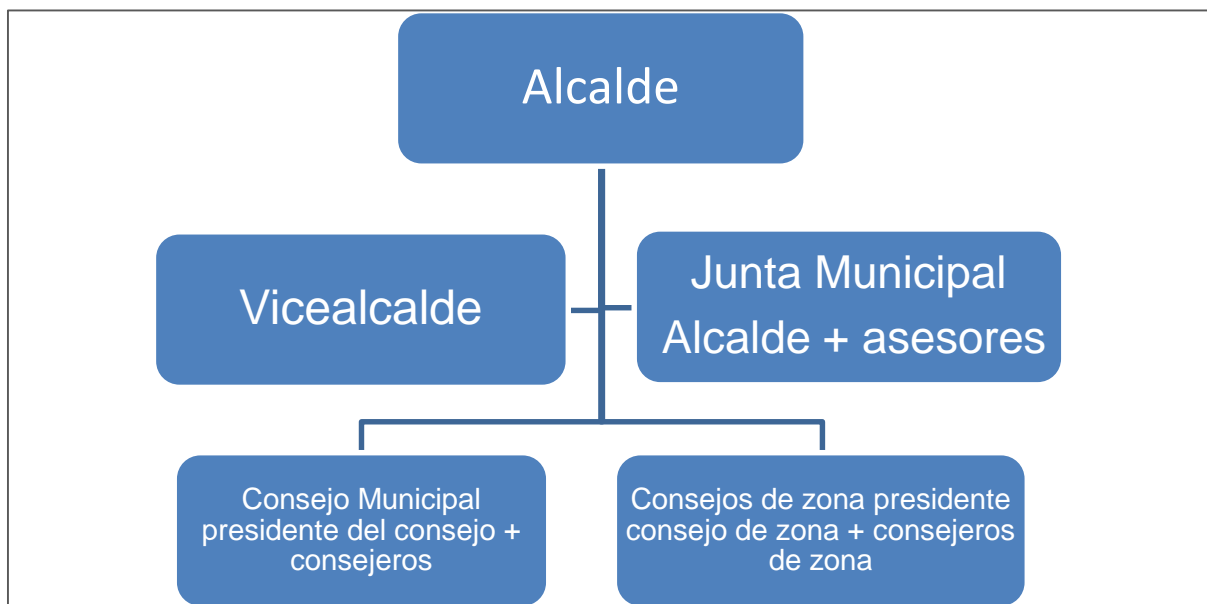 Alcalde
Vicealcalde
Junta Municipal
Alcalde + asesores
Consejo Municipal
presidente del consejo +
consejeros
Consejos de zona presidente
consejo de zona + consejeros
de zona